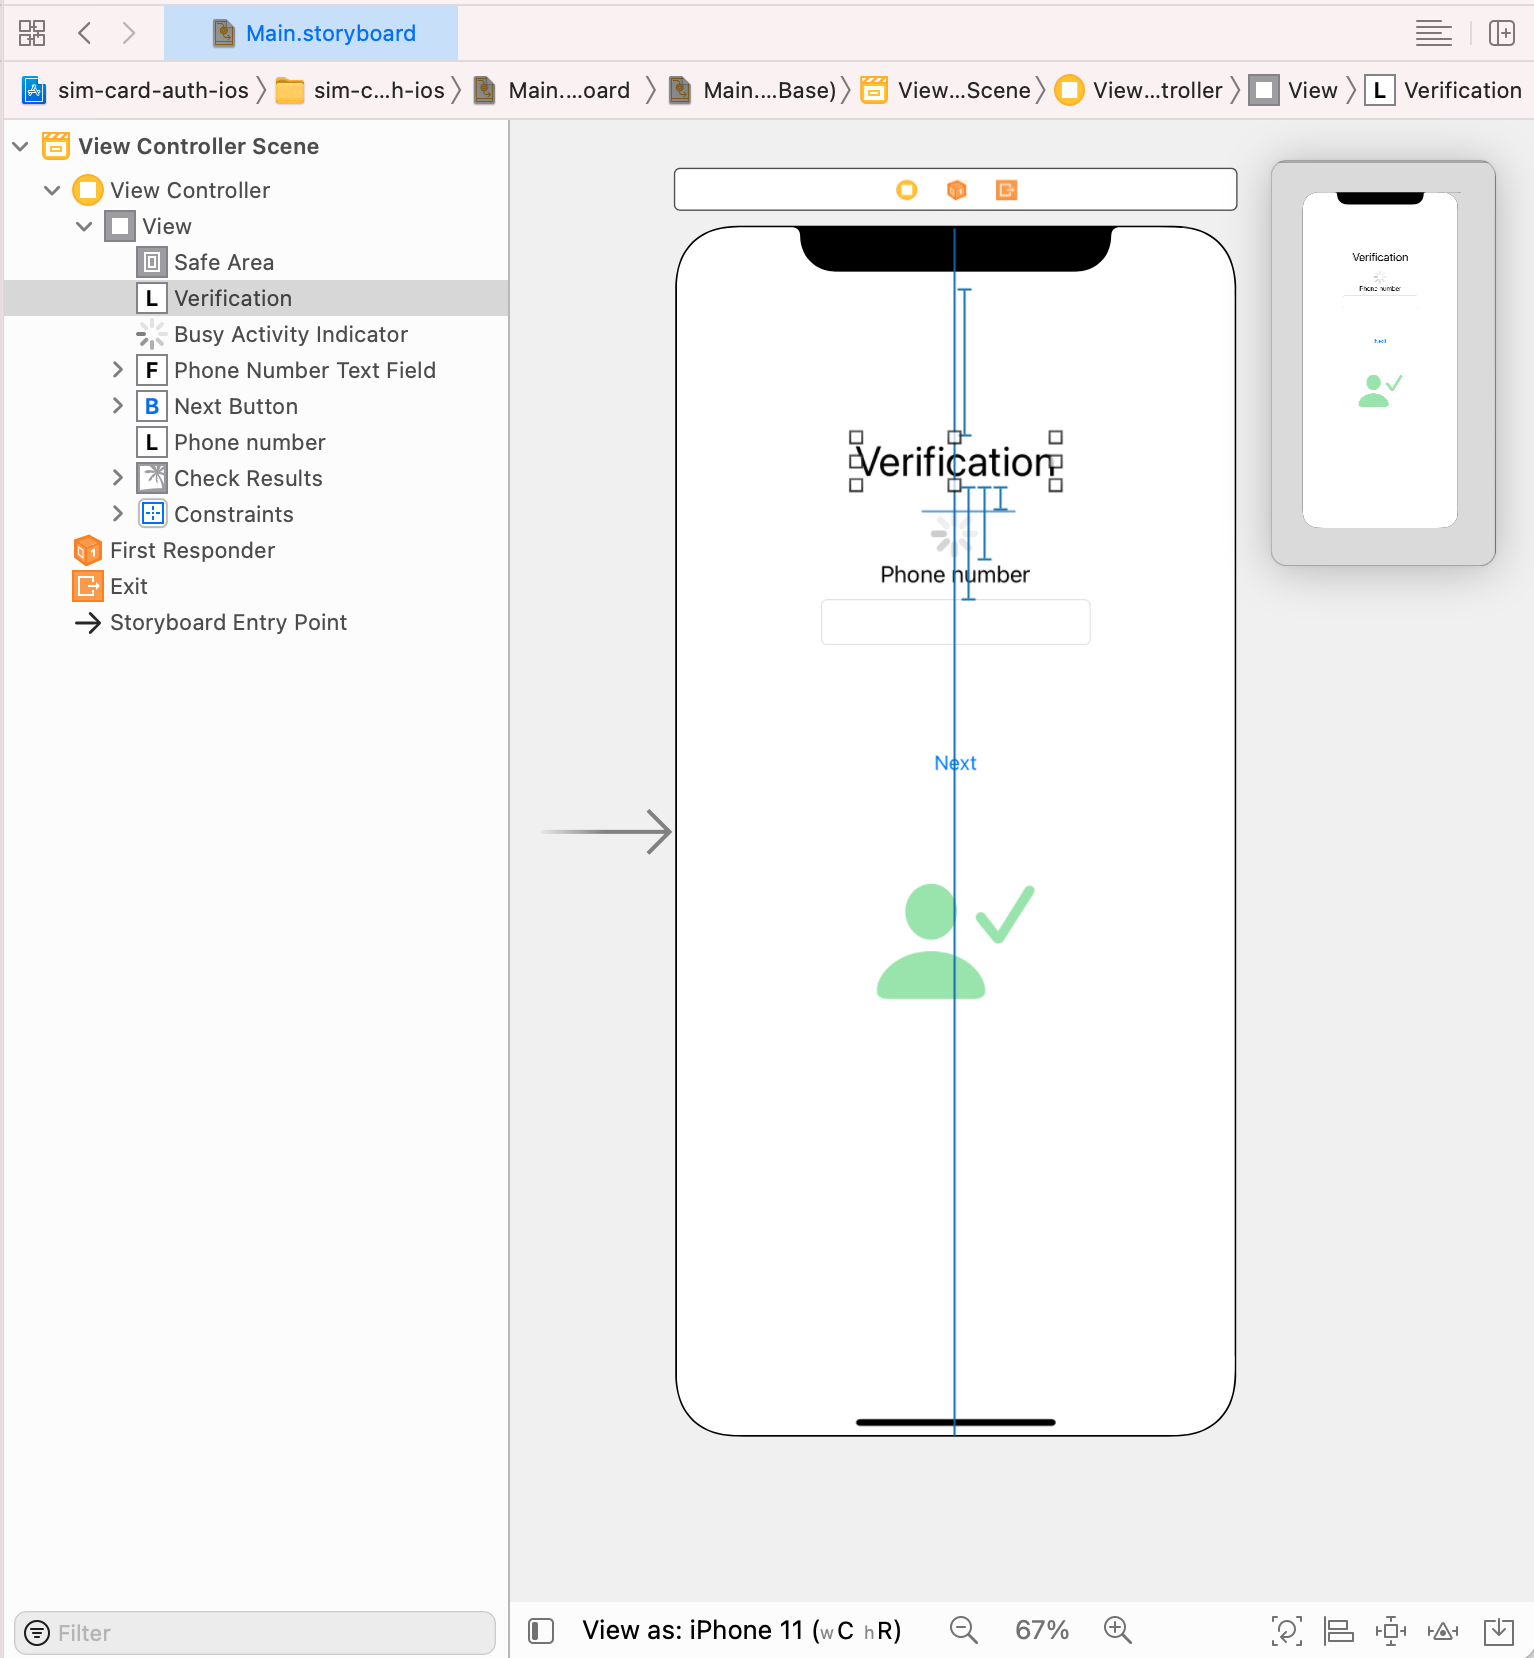 Main.storyboard
sim-card-auth-ios
sim-c...h-ios
Main....oard
Main....Base)
View...Scene
View...troller
View
L
Verification
View Controller Scene
View Controller
View
Safe Area
L Verification
Busy Activity Indicator
F Phone Number Text Field
B Next Button
L Phone number
Check Results
Constraints
First Responder
Exit
Storyboard Entry Point
Verification
Phone number
Next
Verification
Phone number
Next
Filter
View as: iPhone 11 (wC hR)
67%